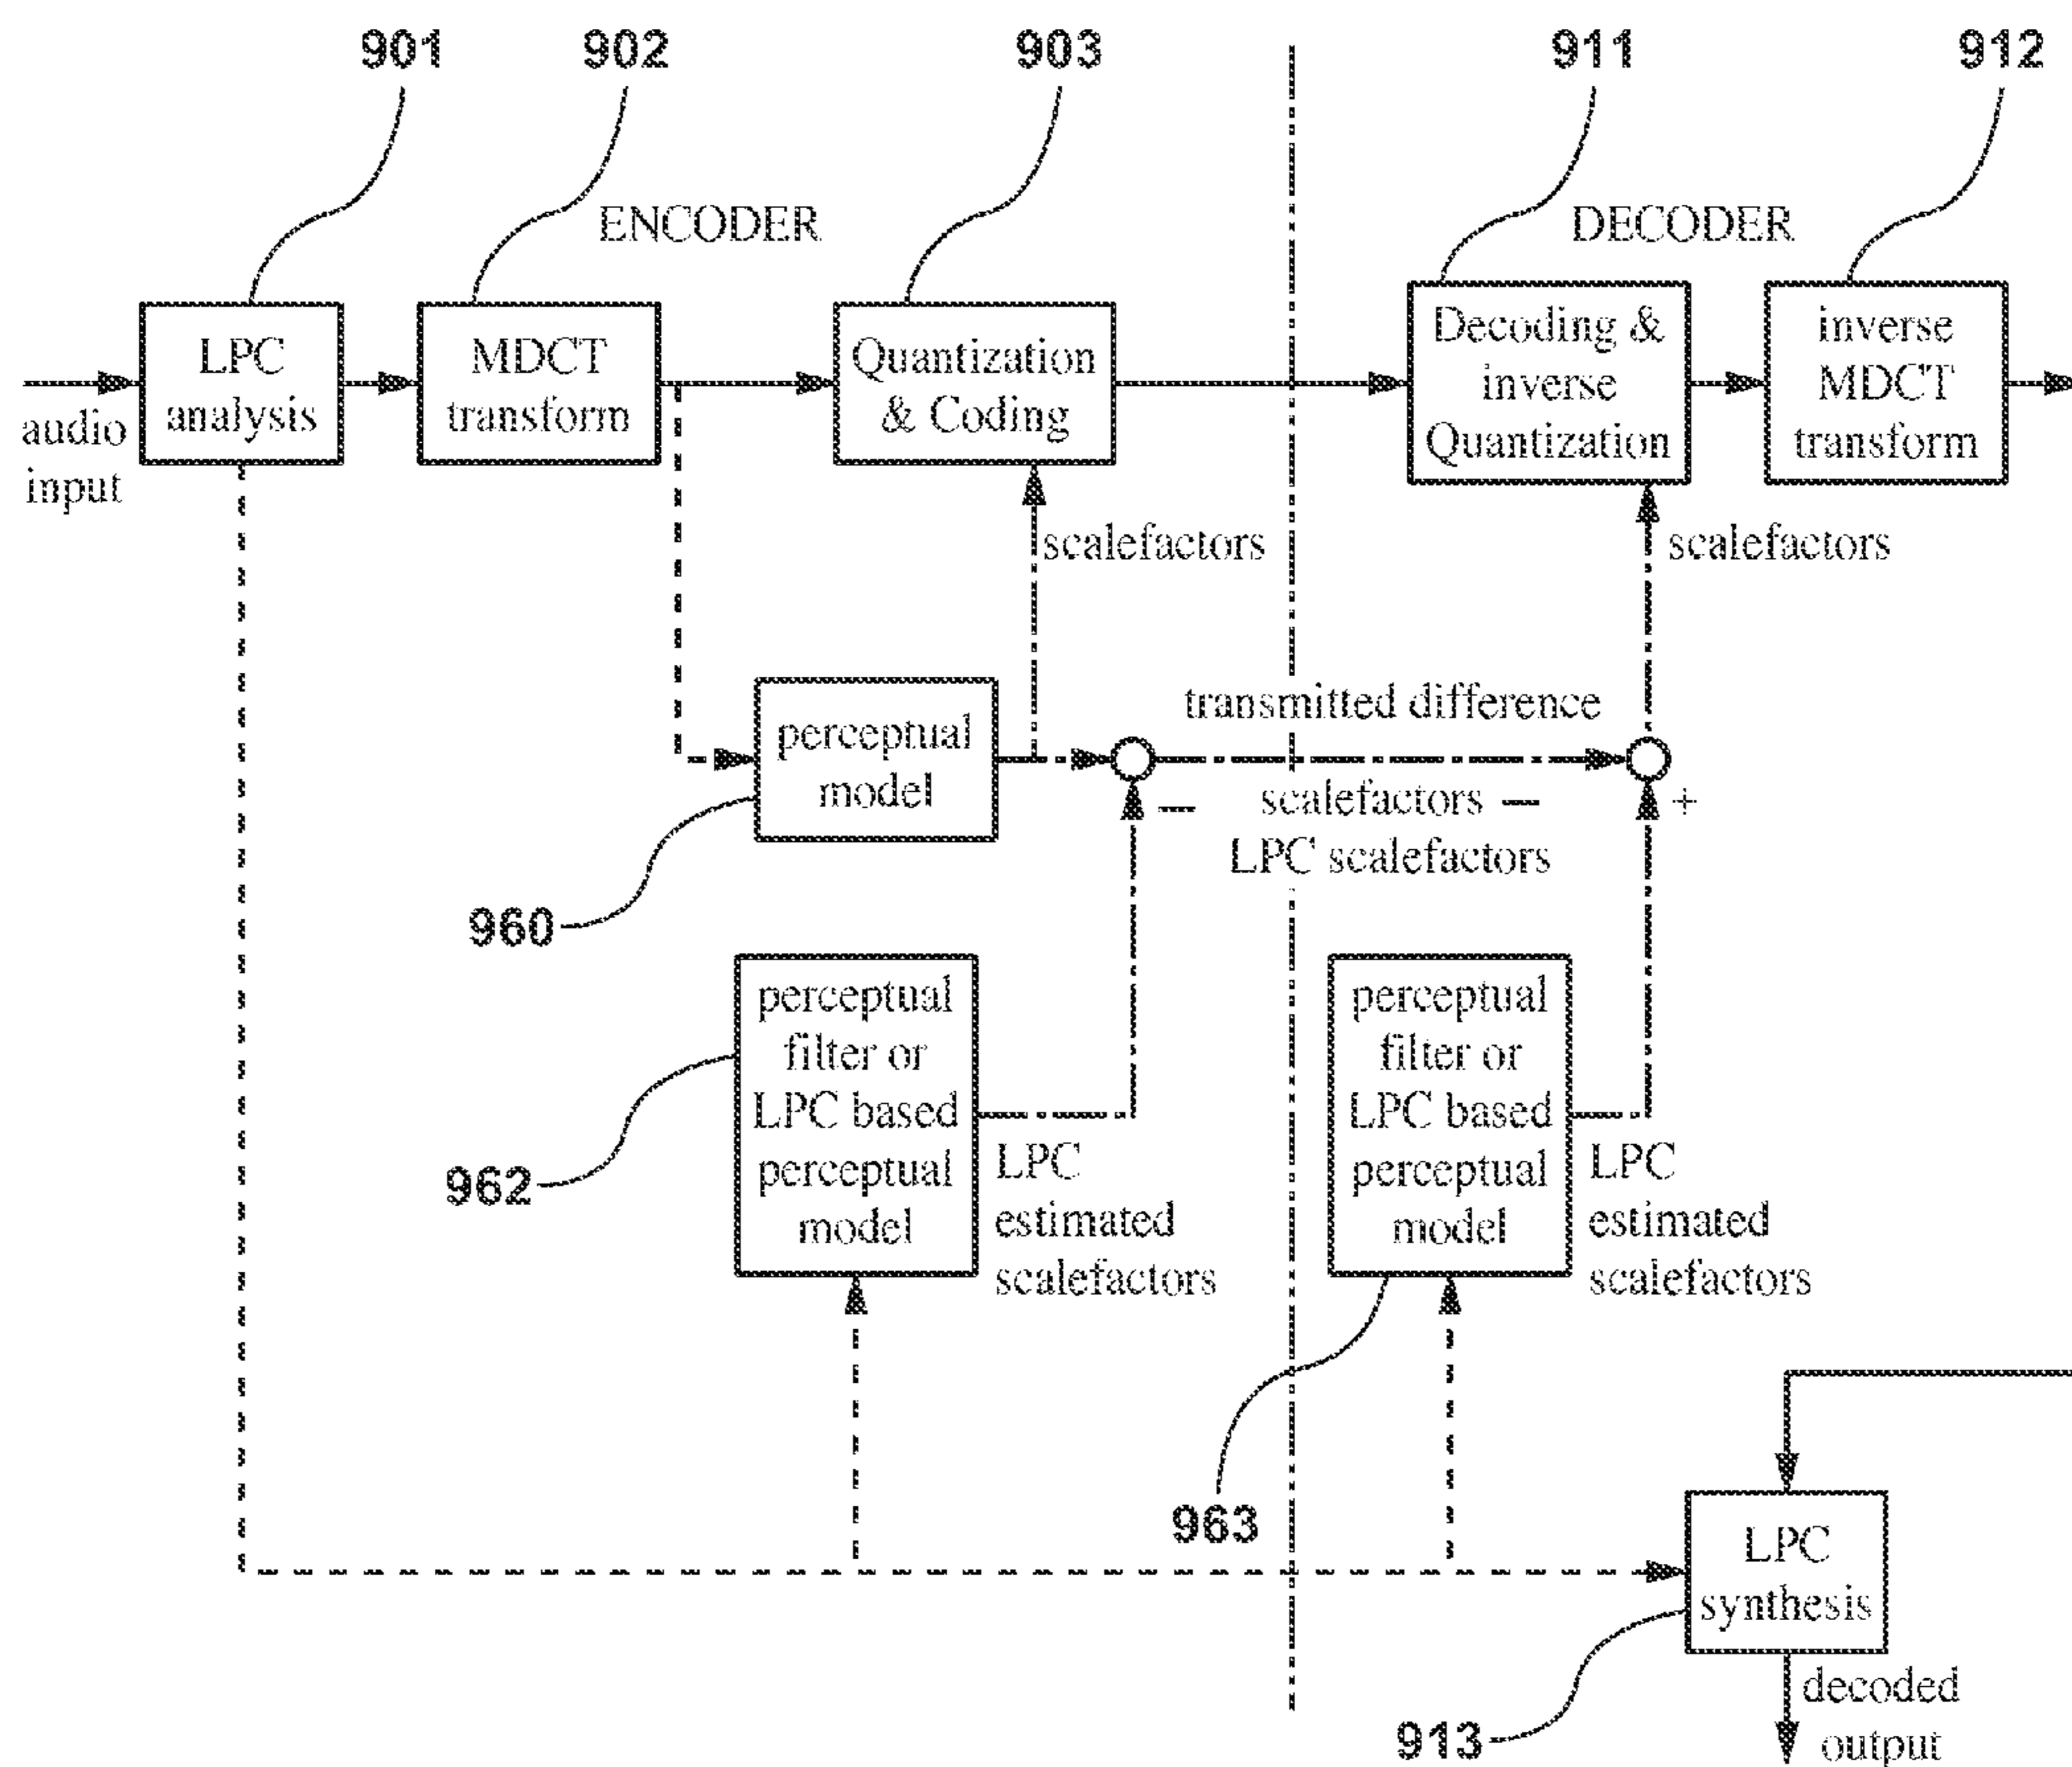 901
902
903
911
912
ENCODER
DECODER
LPC
analysis
MDCT
transform
Quantization
& Coding
Decoding &
inverse
Quantization
inverse
MDCT
transform
audio
input
scalefactors
scalefactors
perceptual
model
transmitted difference
scalefactors —
LPC scalefactors
—
+
960
perceptual
filter or
LPC based
perceptual
model
962
LPC
estimated
scalefactors
perceptual
filter or
LPC based
perceptual
model
LPC
estimated
scalefactors
963
LPC
synthesis
913
decoded
output